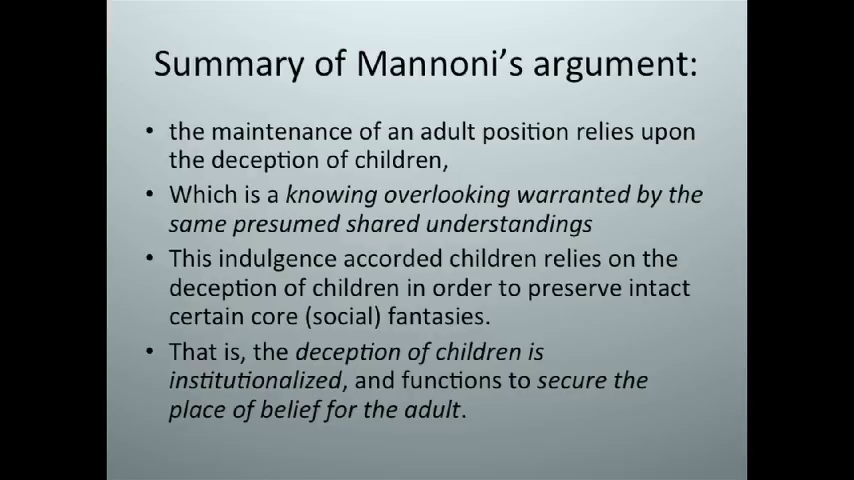 Summary of Mannoni’s argument:
• the maintenance of an adult position relies upon
the deception of children,
• Which is a knowing overlooking warranted by the
same presumed shared understandings
• This indulgence accorded children relies on the
deception of children in order to preserve intact
certain core (social) fantasies.
• That is, the deception of children is
institutionalized, and functions to secure the
place of belief for the adult.